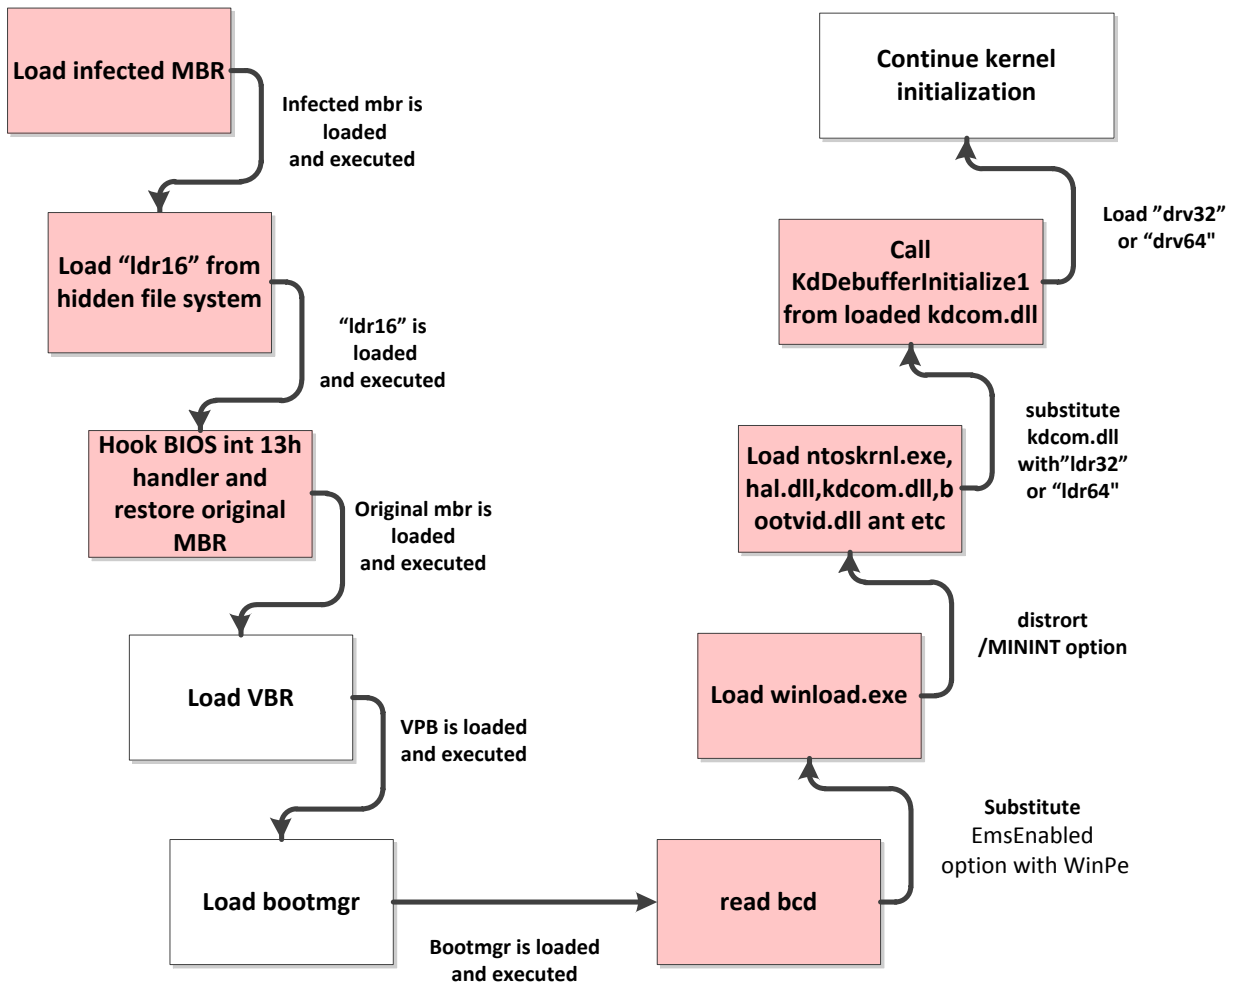 Load infected MBR
Infected mbr is
loaded
and executed
Load “ldr16” from
hidden file system
“ldr16” is
loaded
and executed
Hook BIOS int 13h
handler and
restore original
MBR
Original mbr is
loaded
and executed
Load VBR
VPB is loaded
and executed
Load bootmgr
Bootmgr is loaded
and executed
read bcd
Substitute
EmsEnabled
option with WinPe
Load winload.exe
distrort
/MININT option
Load ntoskrnl.exe,
hal.dll,kdcom.dll,b
ootvid.dll ant etc
substitute
kdcom.dll
with”ldr32”
or “ldr64"
Call
KdDebufferInitialize1
from loaded kdcom.dll
Load ”drv32”
or “drv64"
Continue kernel
initialization